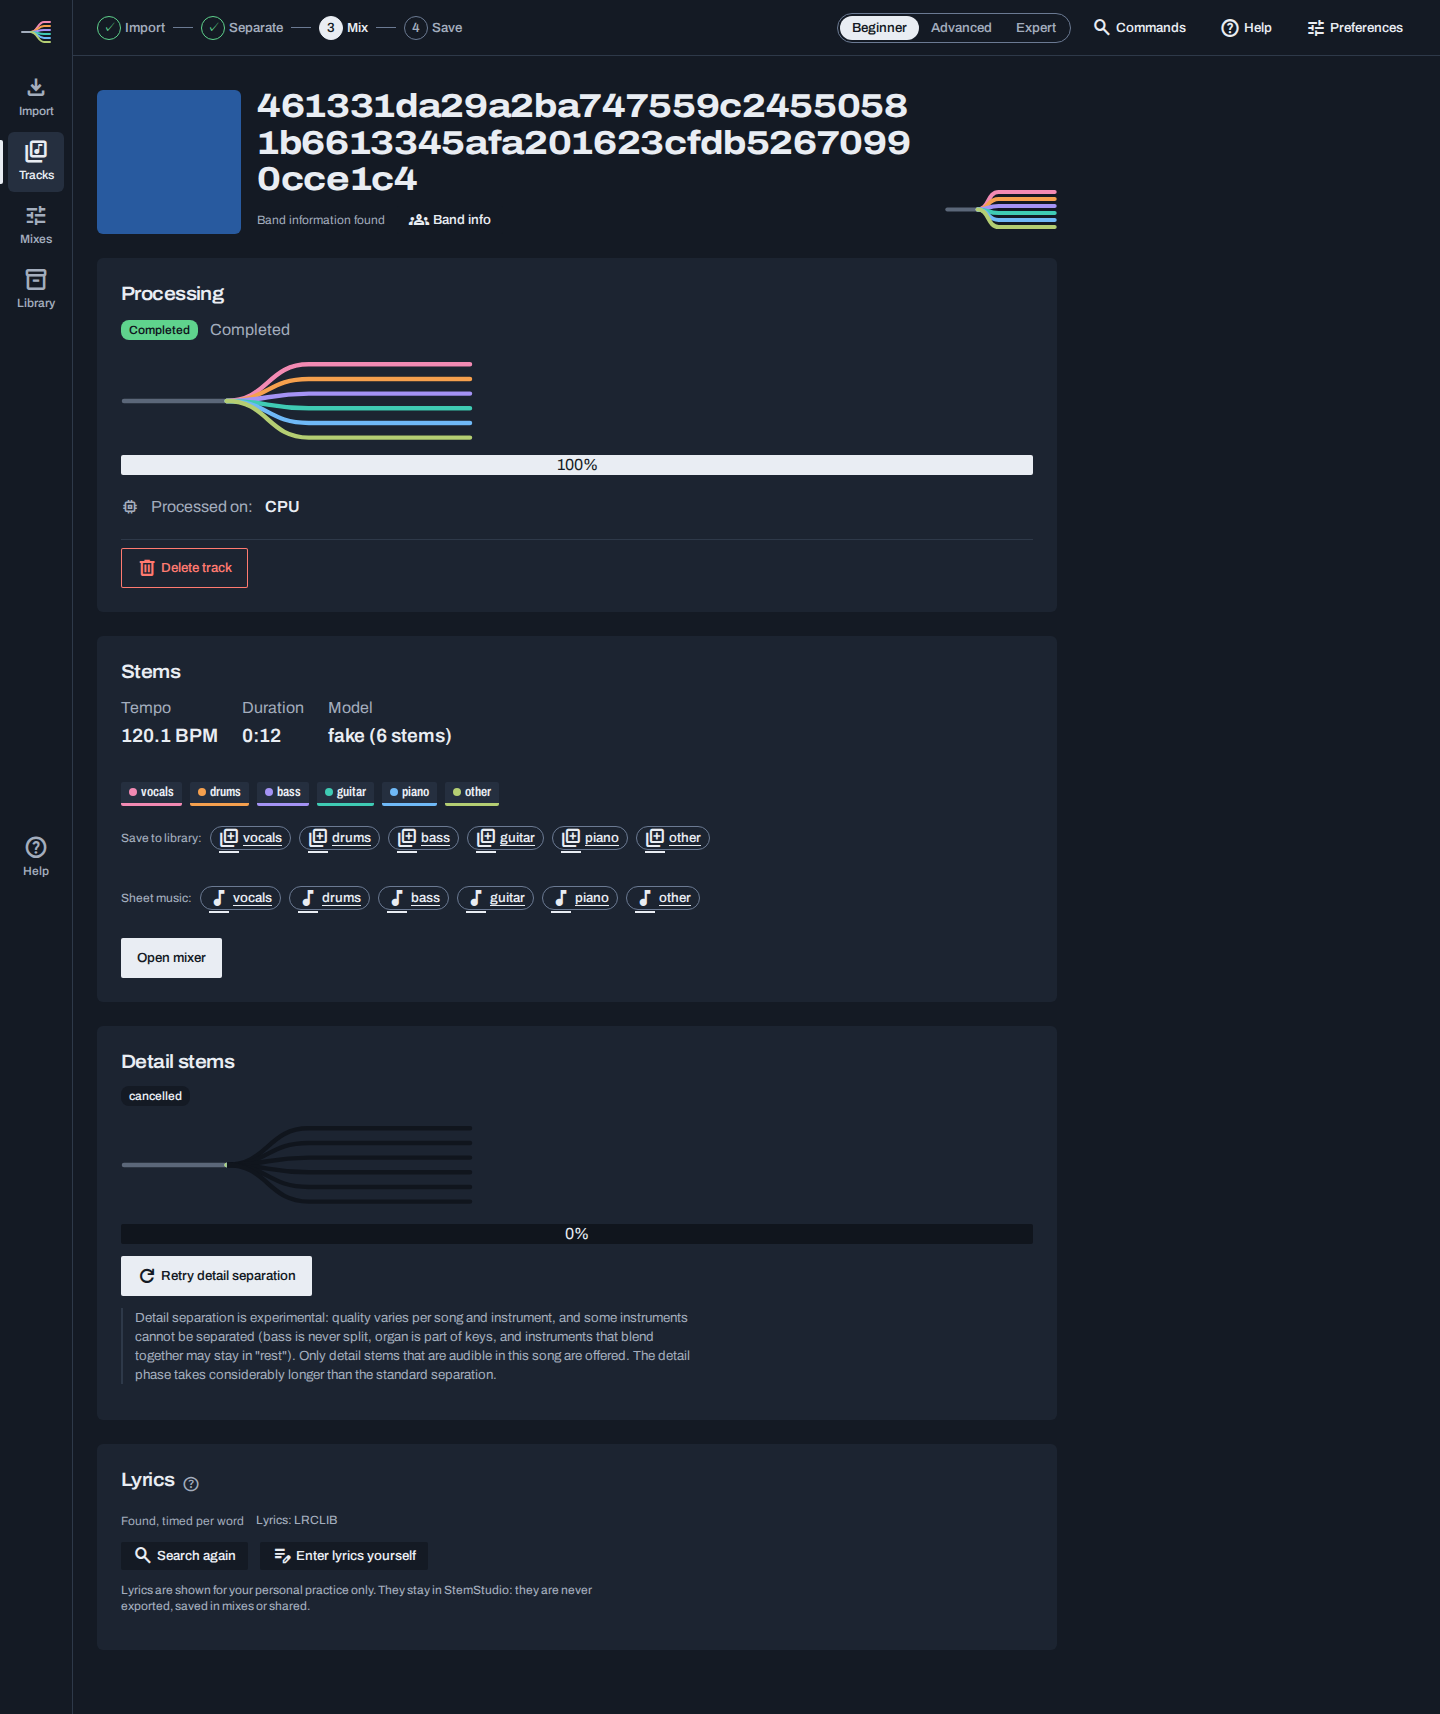 Import
Separate
3 Mix
4 Save
Beginner
Advanced
Expert
Commands
Help
Preferences
Import
Tracks
Mixes
Library
Help
461331da29a2ba747559c2455058
1b6613345afa201623cfdb5267099
0cce1c4
Band information found
Band info
Processing
Completed
Completed
100%
Processed on: CPU
Delete track
Stems
Tempo
Duration
Model
120.1 BPM
0:12
fake (6 stems)
vocals
drums
bass
guitar
piano
other
Save to library:
vocals
drums
bass
guitar
piano
other
Sheet music:
vocals
drums
bass
guitar
piano
other
Open mixer
Detail stems
cancelled
0%
Retry detail separation
Detail separation is experimental: quality varies per song and instrument, and some instruments
cannot be separated (bass is never split, organ is part of keys, and instruments that blend
together may stay in "rest"). Only detail stems that are audible in this song are offered. The detail
phase takes considerably longer than the standard separation.
Lyrics
Found, timed per word
Lyrics: LRCLIB
Search again
Enter lyrics yourself
Lyrics are shown for your personal practice only. They stay in StemStudio: they are never
exported, saved in mixes or shared.